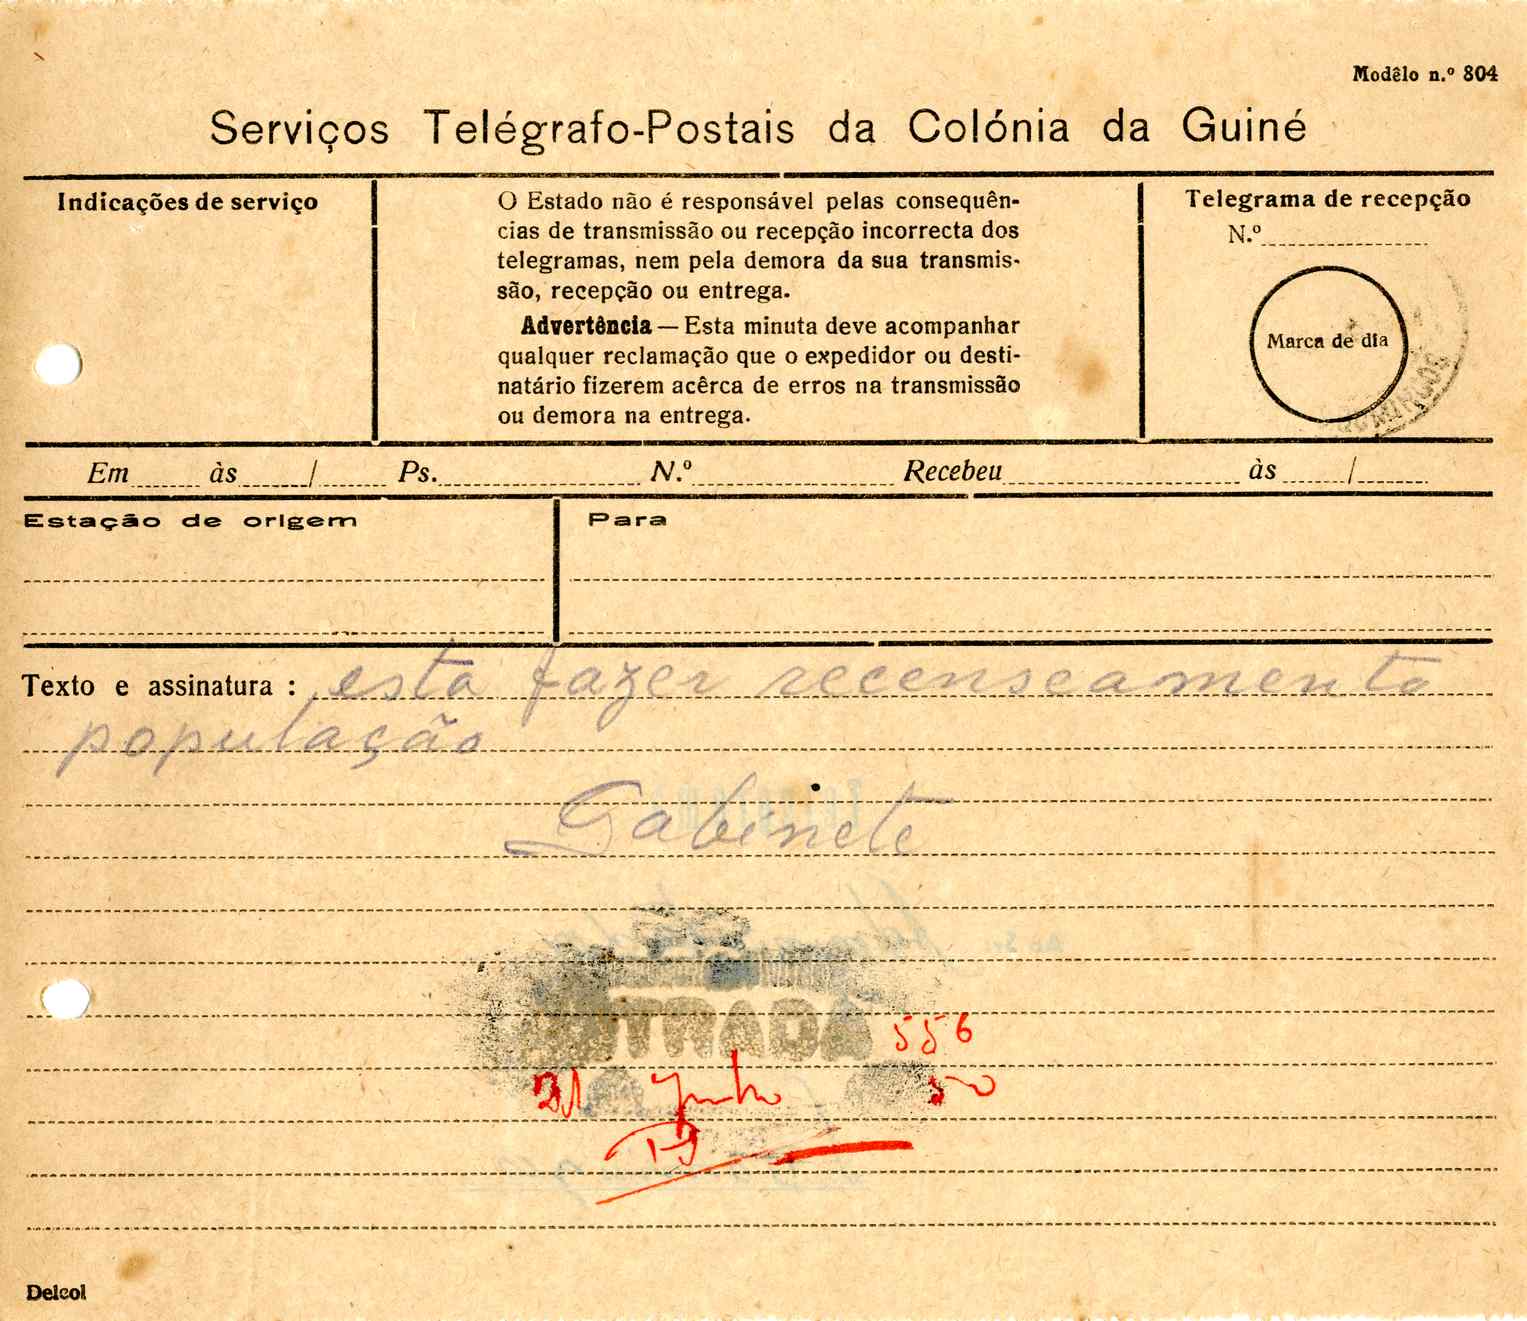 Modêlo n.º 804
Serviços Telégrafo-Postais da Colónia da Guiné
Indicações de serviço
O Estado não é responsável pelas consequên-
cias de transmissão ou recepção incorrecta dos
telegramas, nem pela demora da sua transmis-
são, recepção ou entrega.
Advertência — Esta minuta deve acompanhar
qualquer reclamação que o expedidor ou desti-
natário fizerem acêrca de erros na transmissão
ou demora na entrega.
Telegrama de recepção
N.º
Marca de dia
Em às / Ps. N.º Recebeu às /
Estação de origem
Para
Texto e assinatura : esta fazer recenseamento
população
Gabinete
556
21 Junho 50
Delcol